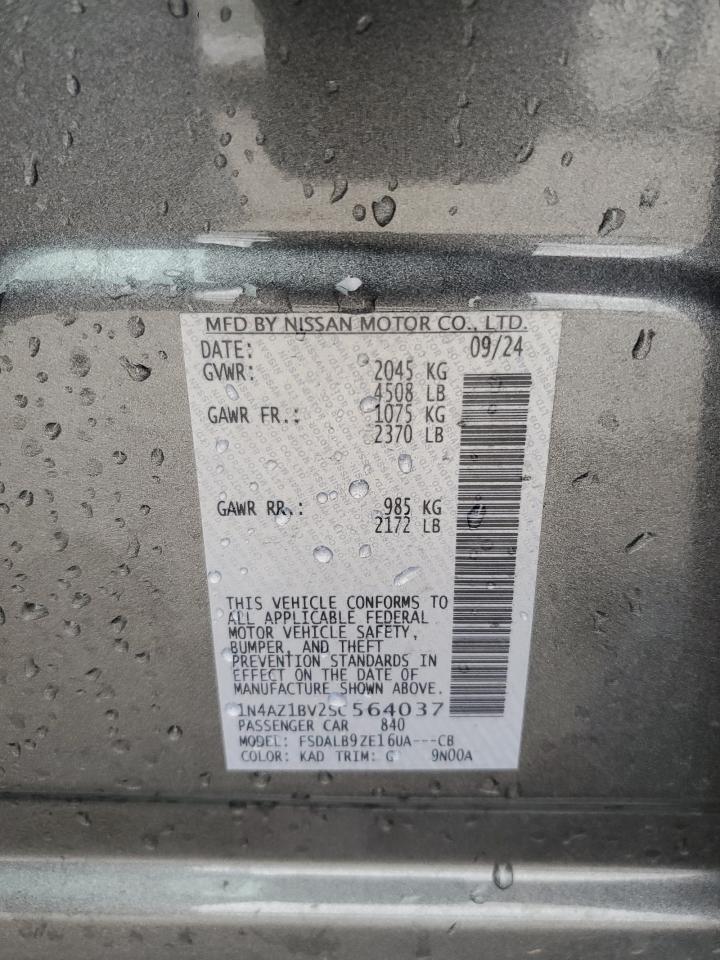 MFD BY NISSAN MOTOR CO., LTD.
DATE: 09/24
GVWR: 2045 KG
4508 LB
GAWR FR.: 1075 KG
2370 LB
GAWR RR.: 985 KG
2172 LB
THIS VEHICLE CONFORMS TO
ALL APPLICABLE FEDERAL
MOTOR VEHICLE SAFETY,
BUMPER, AND THEFT
PREVENTION STANDARDS IN
EFFECT ON THE DATE OF
MANUFACTURE SHOWN ABOVE.
1N4AZ1BV2SC564037
PASSENGER CAR 840
MODEL: FSDALB9ZE16UA---CB
COLOR: KAD TRIM: G 9N00A